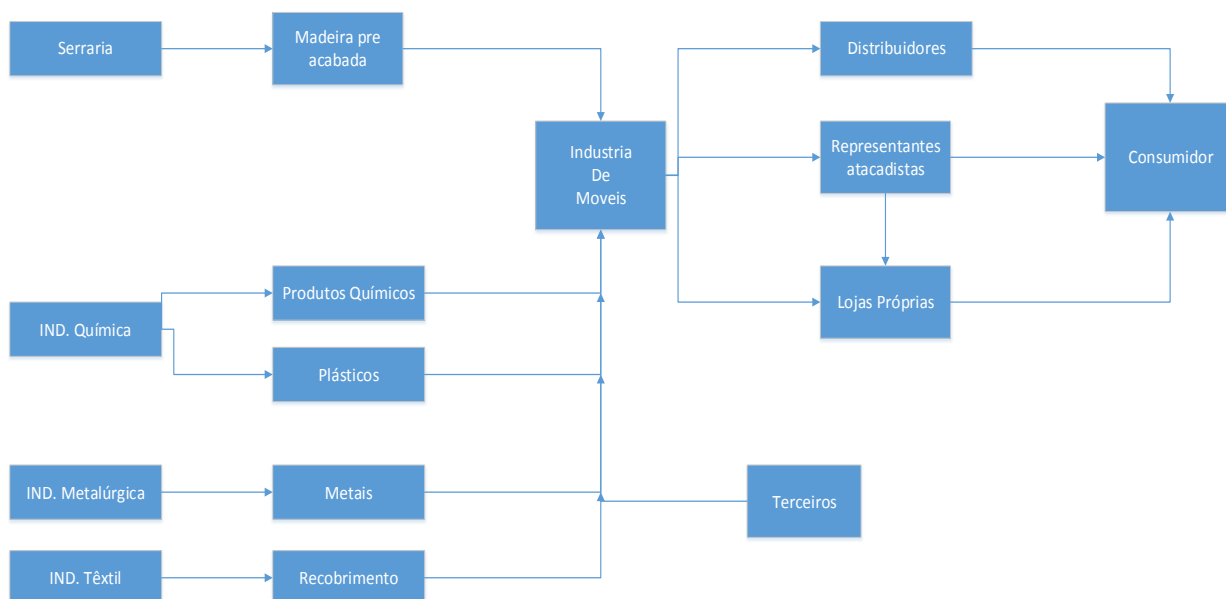 Serraria
Madeira pre
acabada
Distribuidores
Industria
De
Moveis
Representantes
atacadistas
Consumidor
Produtos Químicos
Lojas Próprias
IND. Química
Plásticos
IND. Metalúrgica
Metais
Terceiros
IND. Têxtil
Recobrimento